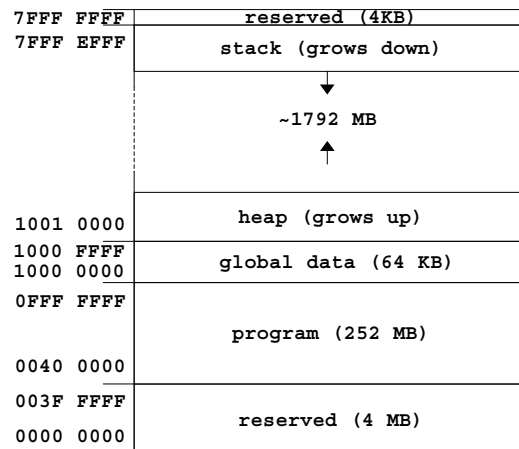 7FFF FFFF reserved (4KB)
7FFF EFFF stack (grows down)
~1792 MB
heap (grows up)
1001 0000
1000 FFFF
global data (64 KB)
1000 0000
0FFF FFFF
program (252 MB)
0040 0000
003F FFFF
reserved (4 MB)
0000 0000